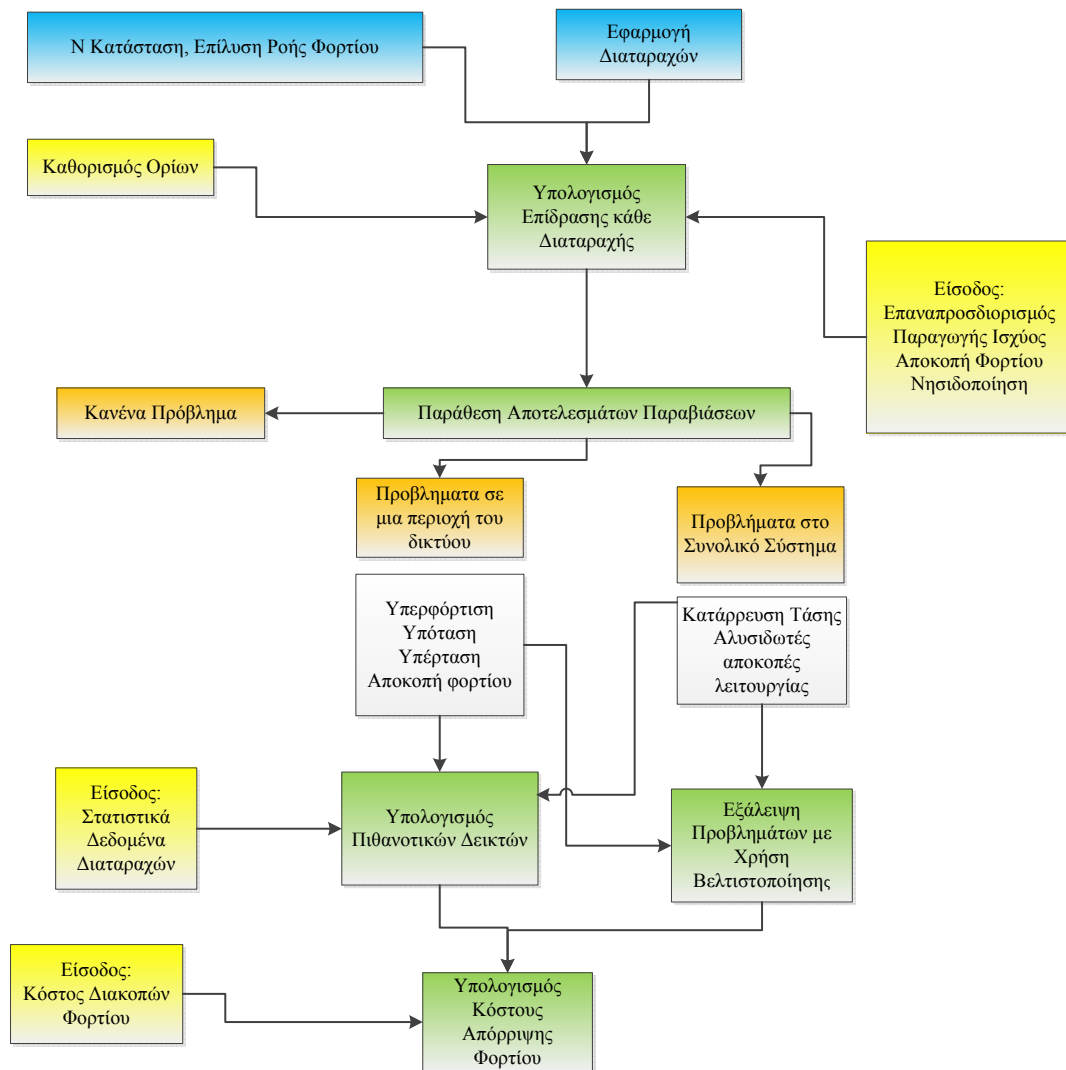 Ν Κατάσταση, Επίλυση Ροής Φορτίου
Εφαρμογή
Διαταραχών
Καθορισμός Ορίων
Υπολογισμός
Επίδρασης κάθε
Διαταραχής
Είσοδος:
Επαναπροσδιορισμός
Παραγωγής Ισχύος
Αποκοπή Φορτίου
Νησιδοποίηση
Κανένα Πρόβλημα
Παράθεση Αποτελεσμάτων Παραβιάσεων
Προβληματα σε
μια περιοχή του
δικτύου
Προβλήματα στο
Συνολικό Σύστημα
Υπερφόρτιση
Υπόταση
Υπέρταση
Αποκοπή φορτίου
Κατάρρευση Τάσης
Αλυσιδωτές
αποκοπές
λειτουργίας
Είσοδος:
Στατιστικά
Δεδομένα
Διαταραχών
Υπολογισμός
Πιθανοτικών Δεικτών
Εξάλειψη
Προβλημάτων με
Χρήση
Βελτιστοποίησης
Είσοδος:
Κόστος Διακοπών
Φορτίου
Υπολογισμός
Κόστους
Απόρριψης
Φορτίου